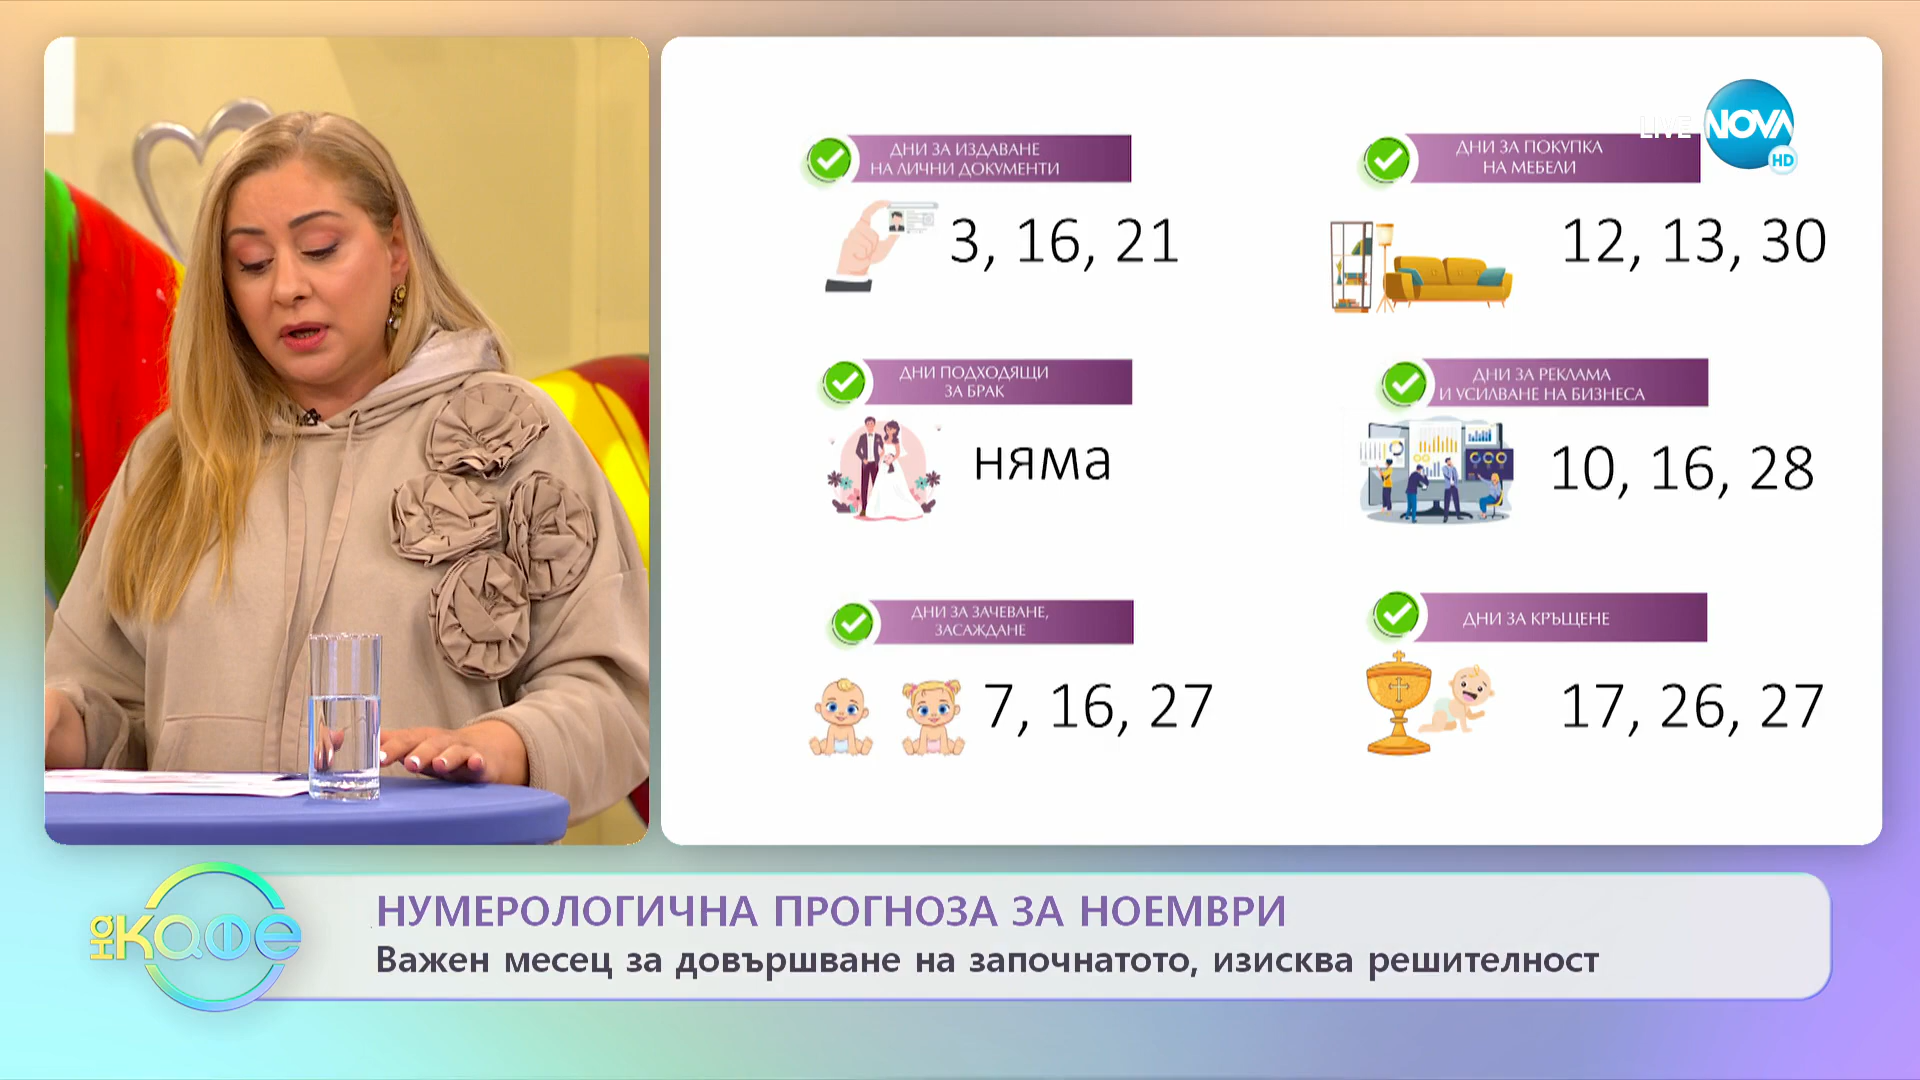 ДНИ ЗА ИЗДАВАНЕ
НА ЛИЧНИ ДОКУМЕНТИ
3, 16, 21
ДНИ ЗА ПОКУПКА
НА МЕБЕЛИ
12, 13, 30
LIVE NOVA
HD
ДНИ ПОДХОДЯЩИ
ЗА БРАК
няма
ДНИ ЗА РЕКЛАМА
И УСИЛВАНЕ НА БИЗНЕСА
10, 16, 28
ДНИ ЗА ЗАЧЕВАНЕ,
ЗАСАЖДАНЕ
7, 16, 27
ДНИ ЗА КРЪЩЕНЕ
17, 26, 27
на кафе
НУМЕРОЛОГИЧНА ПРОГНОЗА ЗА НОЕМВРИ
Важен месец за довършване на започнатото, изисква решителност